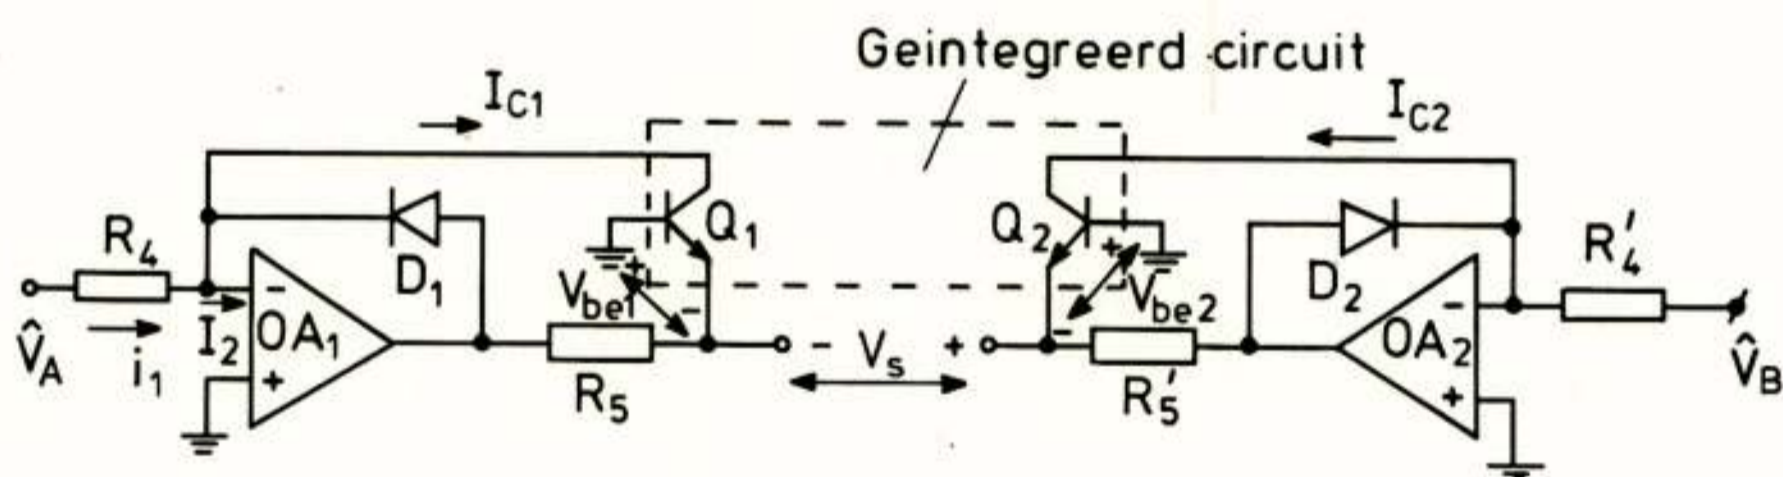 Geintegreerd circuit
I_C1
I_C2
R_4
D_1
Q_1
Q_2
D_2
R'_4
V̂_A
i_1
I_2
-
OA_1
+
V_be1
+
-
R_5
- V_s +
V_be2
+
-
R'_5
-
OA_2
+
V̂_B